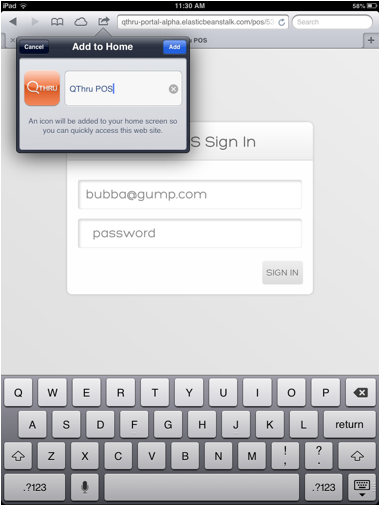 iPad
11:30 AM
58%
qthru-portal-alpha.elasticbeanstalk.com/pos/53
Search
POS
Cancel
Add to Home
Add
QTHRU
QThru POS
An icon will be added to your home screen so
you can quickly access this web site.
S Sign In
bubba@gump.com
password
SIGN IN
Q W E R T Y U I O P
A S D F G H J K L return
Z X C V B N M ! , ? .
.?123 .?123